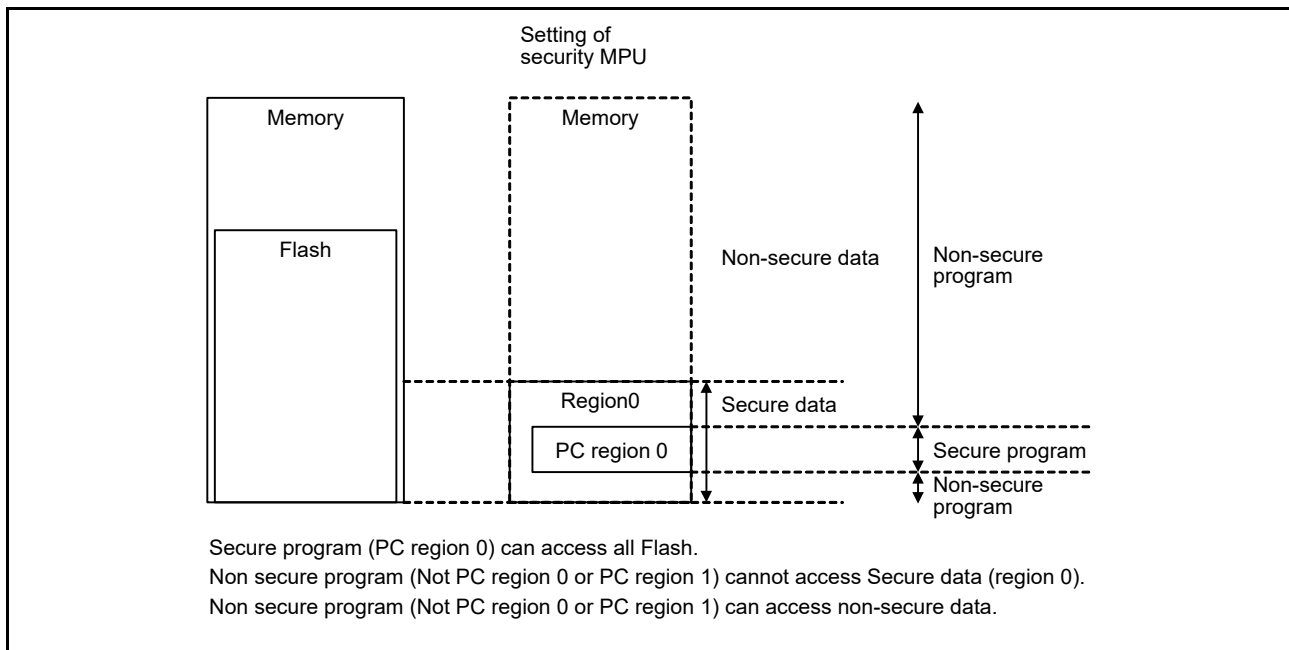 Setting of
security MPU
Memory
Memory
Flash
Non-secure data
Non-secure
program
Region0
Secure data
PC region 0
Secure program
Non-secure
program
Secure program (PC region 0) can access all Flash.
Non secure program (Not PC region 0 or PC region 1) cannot access Secure data (region 0).
Non secure program (Not PC region 0 or PC region 1) can access non-secure data.